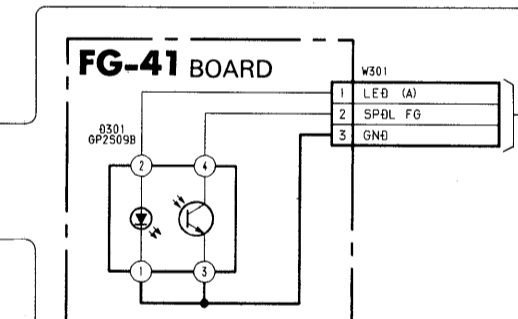 FG-41 BOARD
W301
1 LED (A)
2 SPDL FG
3 GND
Q301
GP2S09B
2 4
1 3